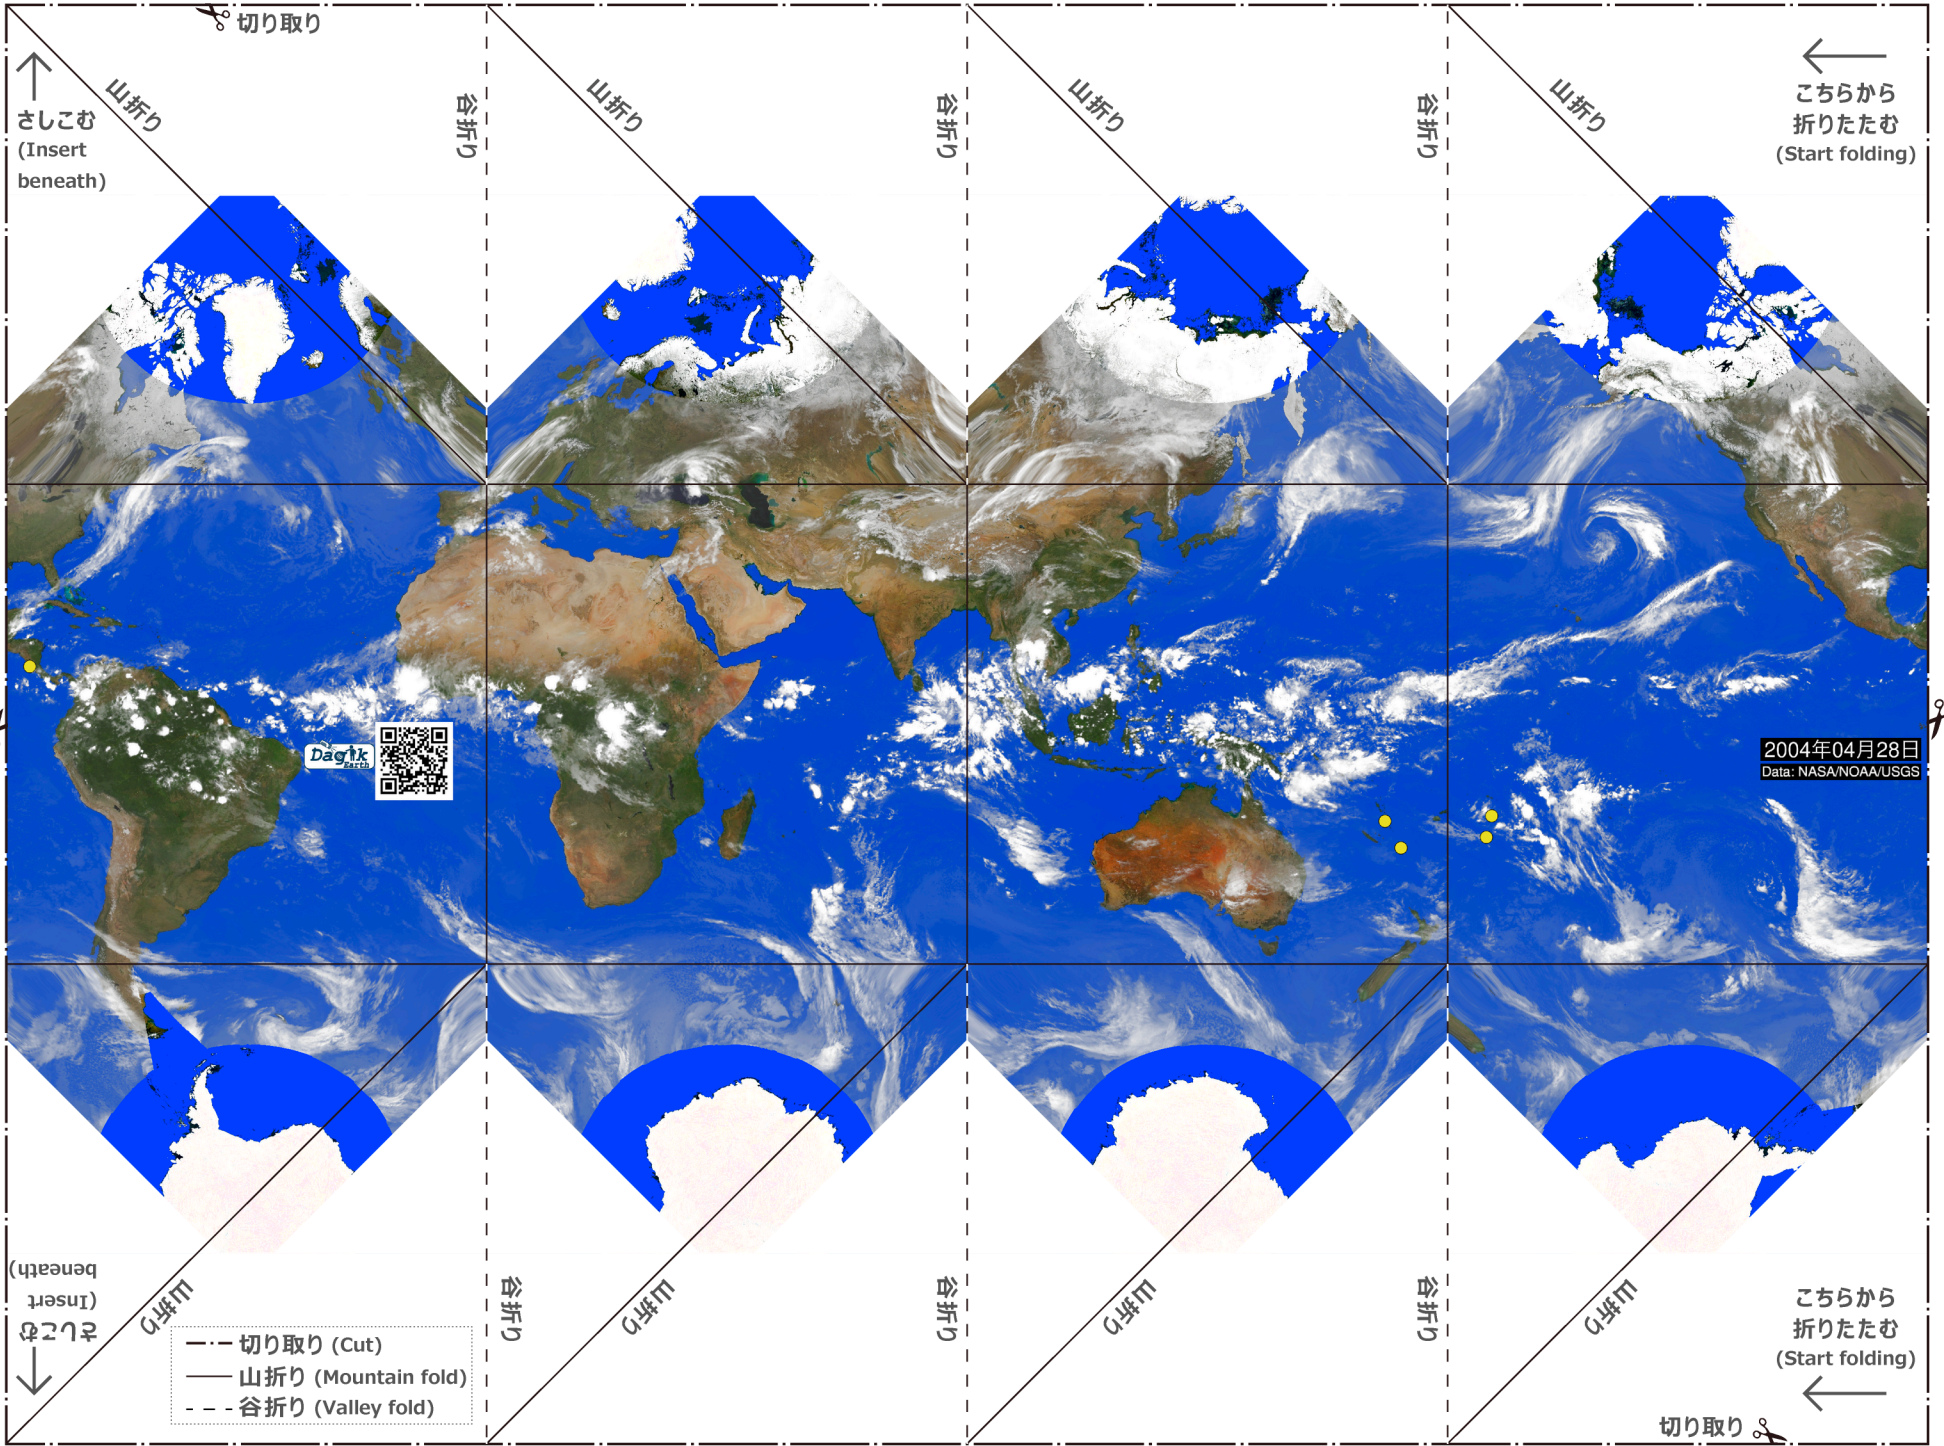 切り取り
山折り
谷折り
山折り
谷折り
山折り
谷折り
山折り
さしこむ
(Insert
beneath)
こちらから
折りたたむ
(Start folding)
Dagik
Earth
2004年04月28日
Data: NASA/NOAA/USGS
さしこむ
(Insert
beneath)
山折り
谷折り
山折り
谷折り
山折り
谷折り
山折り
こちらから
折りたたむ
(Start folding)
切り取り (Cut)
山折り (Mountain fold)
谷折り (Valley fold)
切り取り